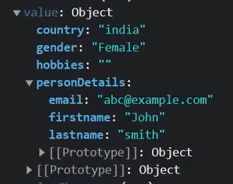 ▼value: Object
country: "india"
gender: "Female"
hobbies: ""
▼personDetails:
email: "abc@example.com"
firstname: "John"
lastname: "smith"
▶[[Prototype]]: Object
▶[[Prototype]]: Object